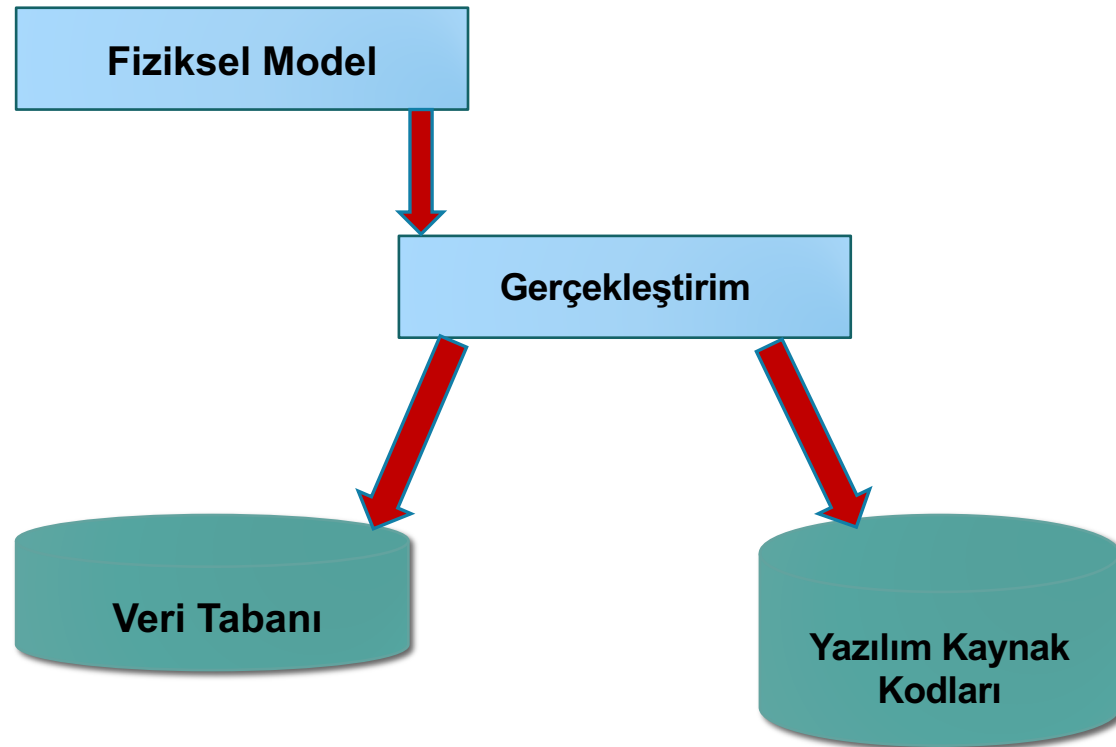 Fiziksel Model
Gerçekleştirim
Veri Tabanı
Yazılım Kaynak
Kodları